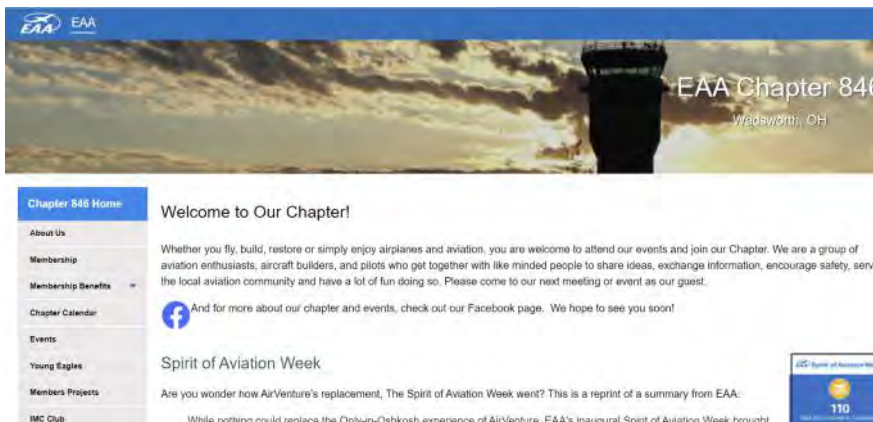 EAA EAA
EAA Chapter 846
Wadsworth, OH
Chapter 846 Home
About Us
Membership
Membership Benefits
Chapter Calendar
Events
Young Eagles
Members Projects
IMC Club
Welcome to Our Chapter!
Whether you fly, build, restore or simply enjoy airplanes and aviation, you are welcome to attend our events and join our Chapter. We are a group of
aviation enthusiasts, aircraft builders, and pilots who get together with like minded people to share ideas, exchange information, encourage safety, serv
the local aviation community and have a lot of fun doing so. Please come to our next meeting or event as our guest.
And for more about our chapter and events, check out our Facebook page. We hope to see you soon!
Spirit of Aviation Week
Are you wonder how AirVenture's replacement, The Spirit of Aviation Week went? This is a reprint of a summary from EAA:
While nothing could replace the Only-in-Oshkosh experience of AirVenture, EAA's inaugural Spirit of Aviation Week brought
Spirit of Aviation
110